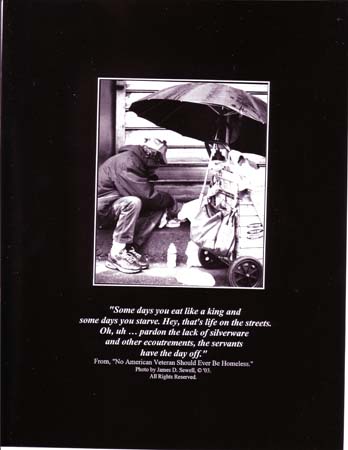 "Some days you eat like a king and
some days you starve. Hey, that's life on the streets.
Oh, uh ... pardon the lack of silverware
and other ecoutrements, the servants
have the day off."
From, "No American Veteran Should Ever Be Homeless."
Photo by James D. Sewell, © '03.
All Rights Reserved.